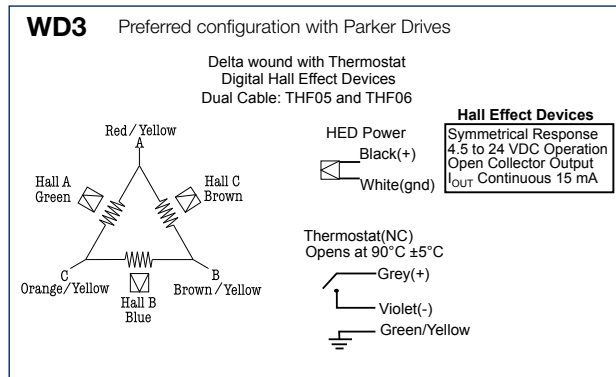 WD3 Preferred configuration with Parker Drives
Delta wound with Thermostat
Digital Hall Effect Devices
Dual Cable: THF05 and THF06
Red/Yellow
A
Hall A
Green
Hall C
Brown
C
Orange/Yellow
B
Brown/Yellow
Hall B
Blue
HED Power
Black(+)
White(gnd)
Hall Effect Devices
Symmetrical Response
4.5 to 24 VDC Operation
Open Collector Output
IOUT Continuous 15 mA
Thermostat(NC)
Opens at 90°C ±5°C
Grey(+)
Violet(-)
Green/Yellow